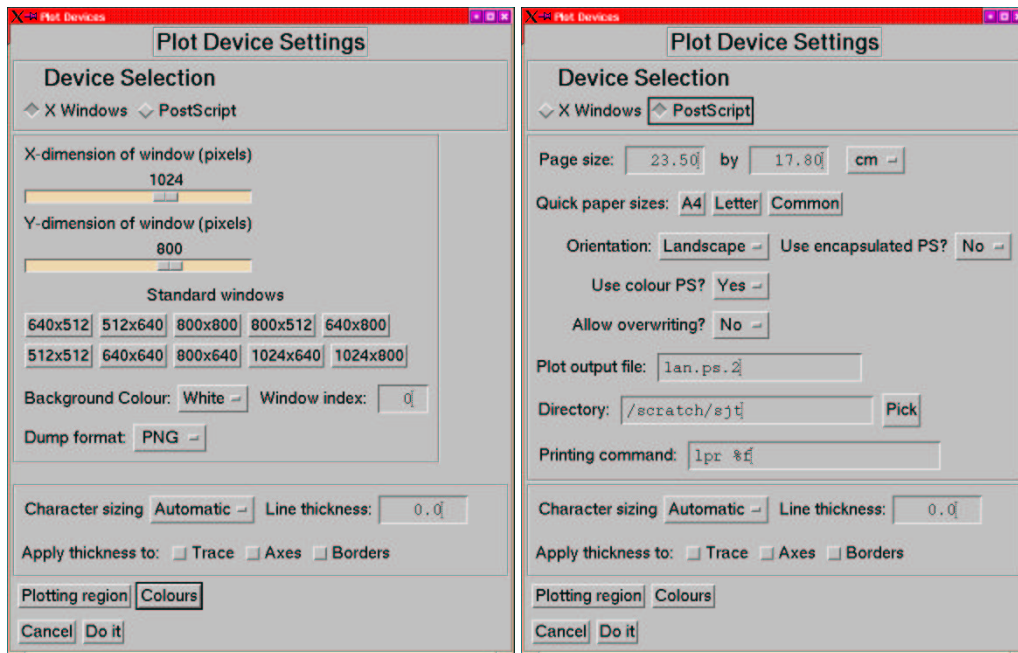 Plot Devices
Plot Device Settings
Device Selection
X Windows PostScript
X-dimension of window (pixels)
1024
Y-dimension of window (pixels)
800
Standard windows
640x512 512x640 800x800 800x512 640x800
512x512 640x640 800x640 1024x640 1024x800
Background Colour: White Window index: 0
Dump format: PNG
Character sizing Automatic Line thickness: 0.0
Apply thickness to: Trace Axes Borders
Plotting region Colours
Cancel Do it
Plot Devices
Plot Device Settings
Device Selection
X Windows PostScript
Page size: 23.50 by 17.80 cm
Quick paper sizes: A4 Letter Common
Orientation: Landscape Use encapsulated PS? No
Use colour PS? Yes
Allow overwriting? No
Plot output file: lan.ps.2
Directory: /scratch/sjt Pick
Printing command: lpr %f
Character sizing Automatic Line thickness: 0.0
Apply thickness to: Trace Axes Borders
Plotting region Colours
Cancel Do it